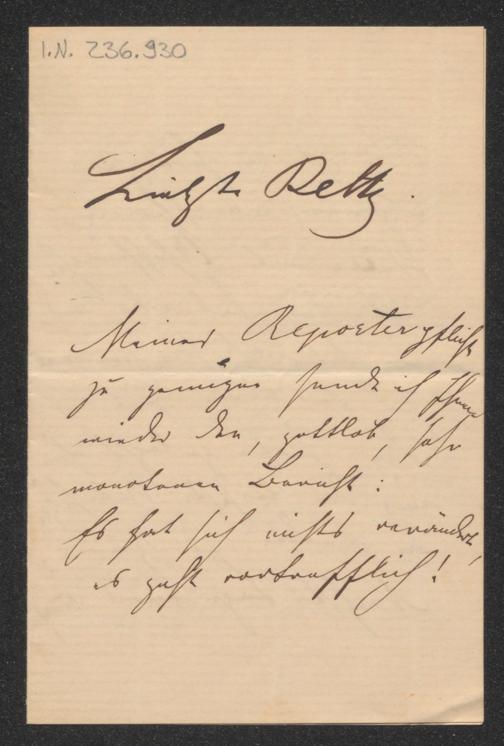 I.N. 236.930
Liebste Betty.
Meiner Reporterpflicht
zu genügen sende ich Ihnen
wieder den, gottlob, sehr
monotonen Bericht:
Es hat sich nichts verändert,
es geht vortrefflich!